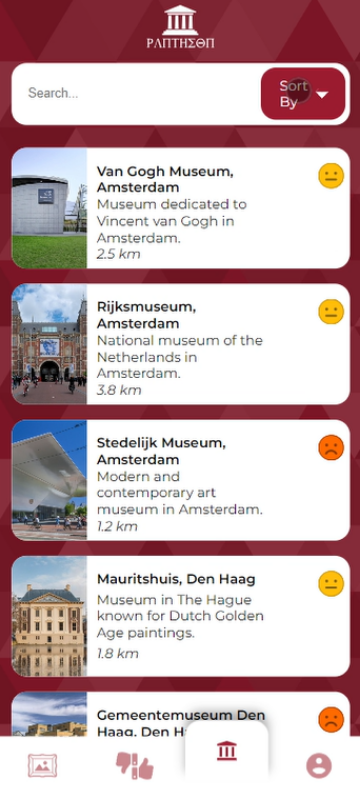 ΡΛΠΤΗΣΘΠ
Search...
Sort
By
Van Gogh Museum,
Amsterdam
Museum dedicated to
Vincent van Gogh in
Amsterdam.
2.5 km
Rijksmuseum,
Amsterdam
National museum of the
Netherlands in
Amsterdam.
3.8 km
Stedelijk Museum,
Amsterdam
Modern and
contemporary art
museum in Amsterdam.
1.2 km
Mauritshuis, Den Haag
Museum in The Hague
known for Dutch Golden
Age paintings.
1.8 km
Gemeentemuseum Den
Haag, Den H